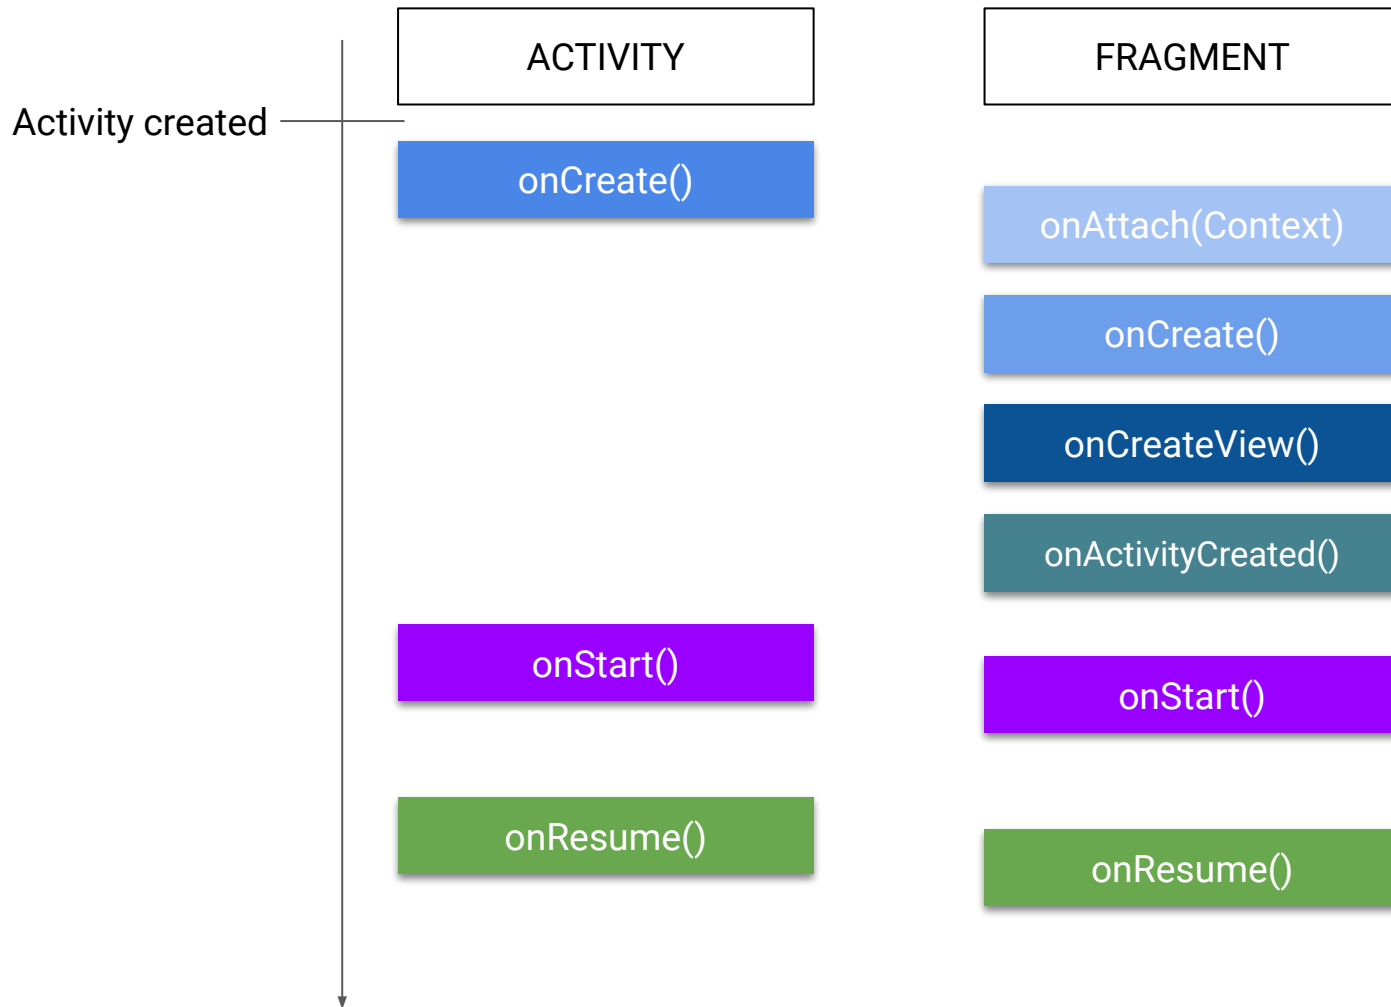 ACTIVITY
FRAGMENT
Activity created
onCreate()
onAttach(Context)
onCreate()
onCreateView()
onActivityCreated()
onStart()
onStart()
onResume()
onResume()